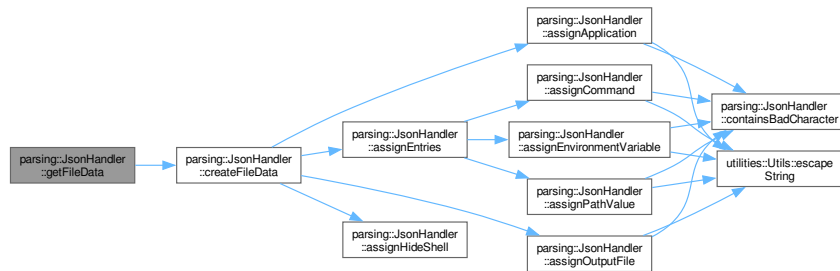 parsing::JsonHandler
::getFileData
parsing::JsonHandler
::createFileData
parsing::JsonHandler
::assignApplication
parsing::JsonHandler
::assignEntries
parsing::JsonHandler
::assignCommand
parsing::JsonHandler
::assignEnvironmentVariable
parsing::JsonHandler
::assignPathValue
parsing::JsonHandler
::assignHideShell
parsing::JsonHandler
::assignOutputFile
parsing::JsonHandler
::containsBadCharacter
utilities::Utils::escape
String